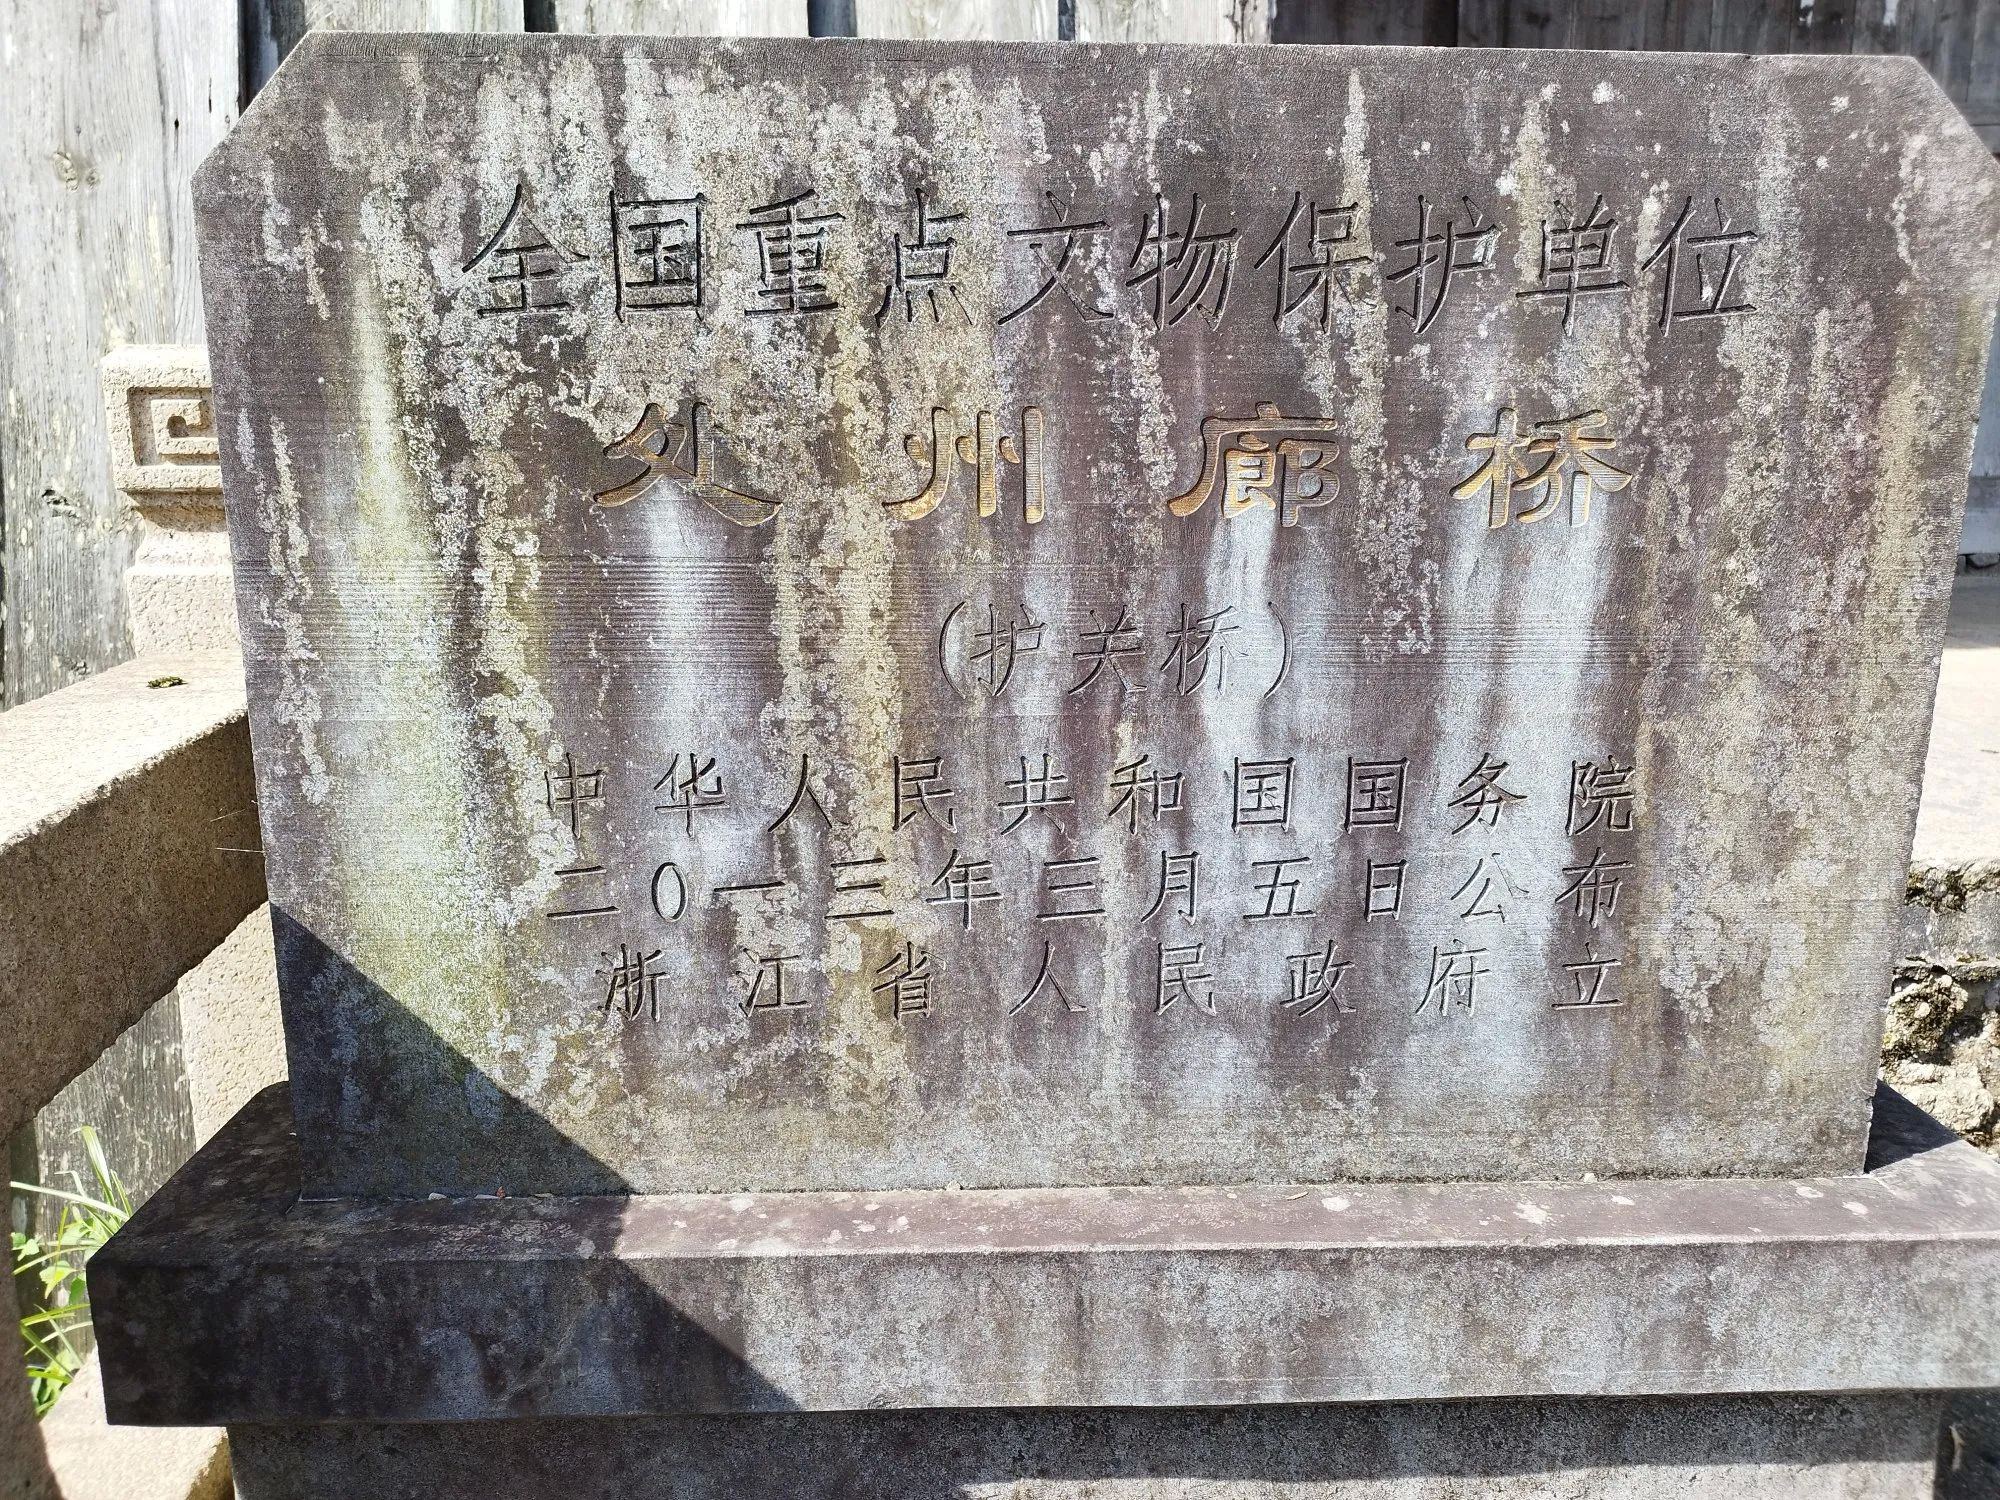 全国重点文物保护单位
处州廊桥
(护关桥)
中华人民共和国国务院
二〇一三年三月五日公布
浙江省人民政府立